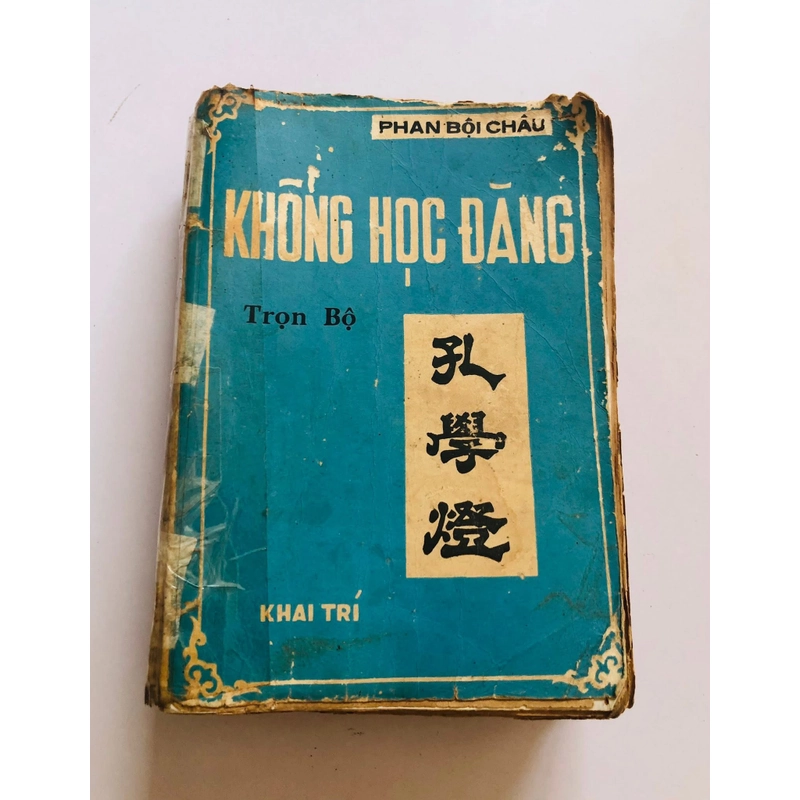 PHAN BỘI CHÂU
KHỔNG HỌC ĐĂNG
Trọn Bộ
孔
學
燈
KHAI TRÍ